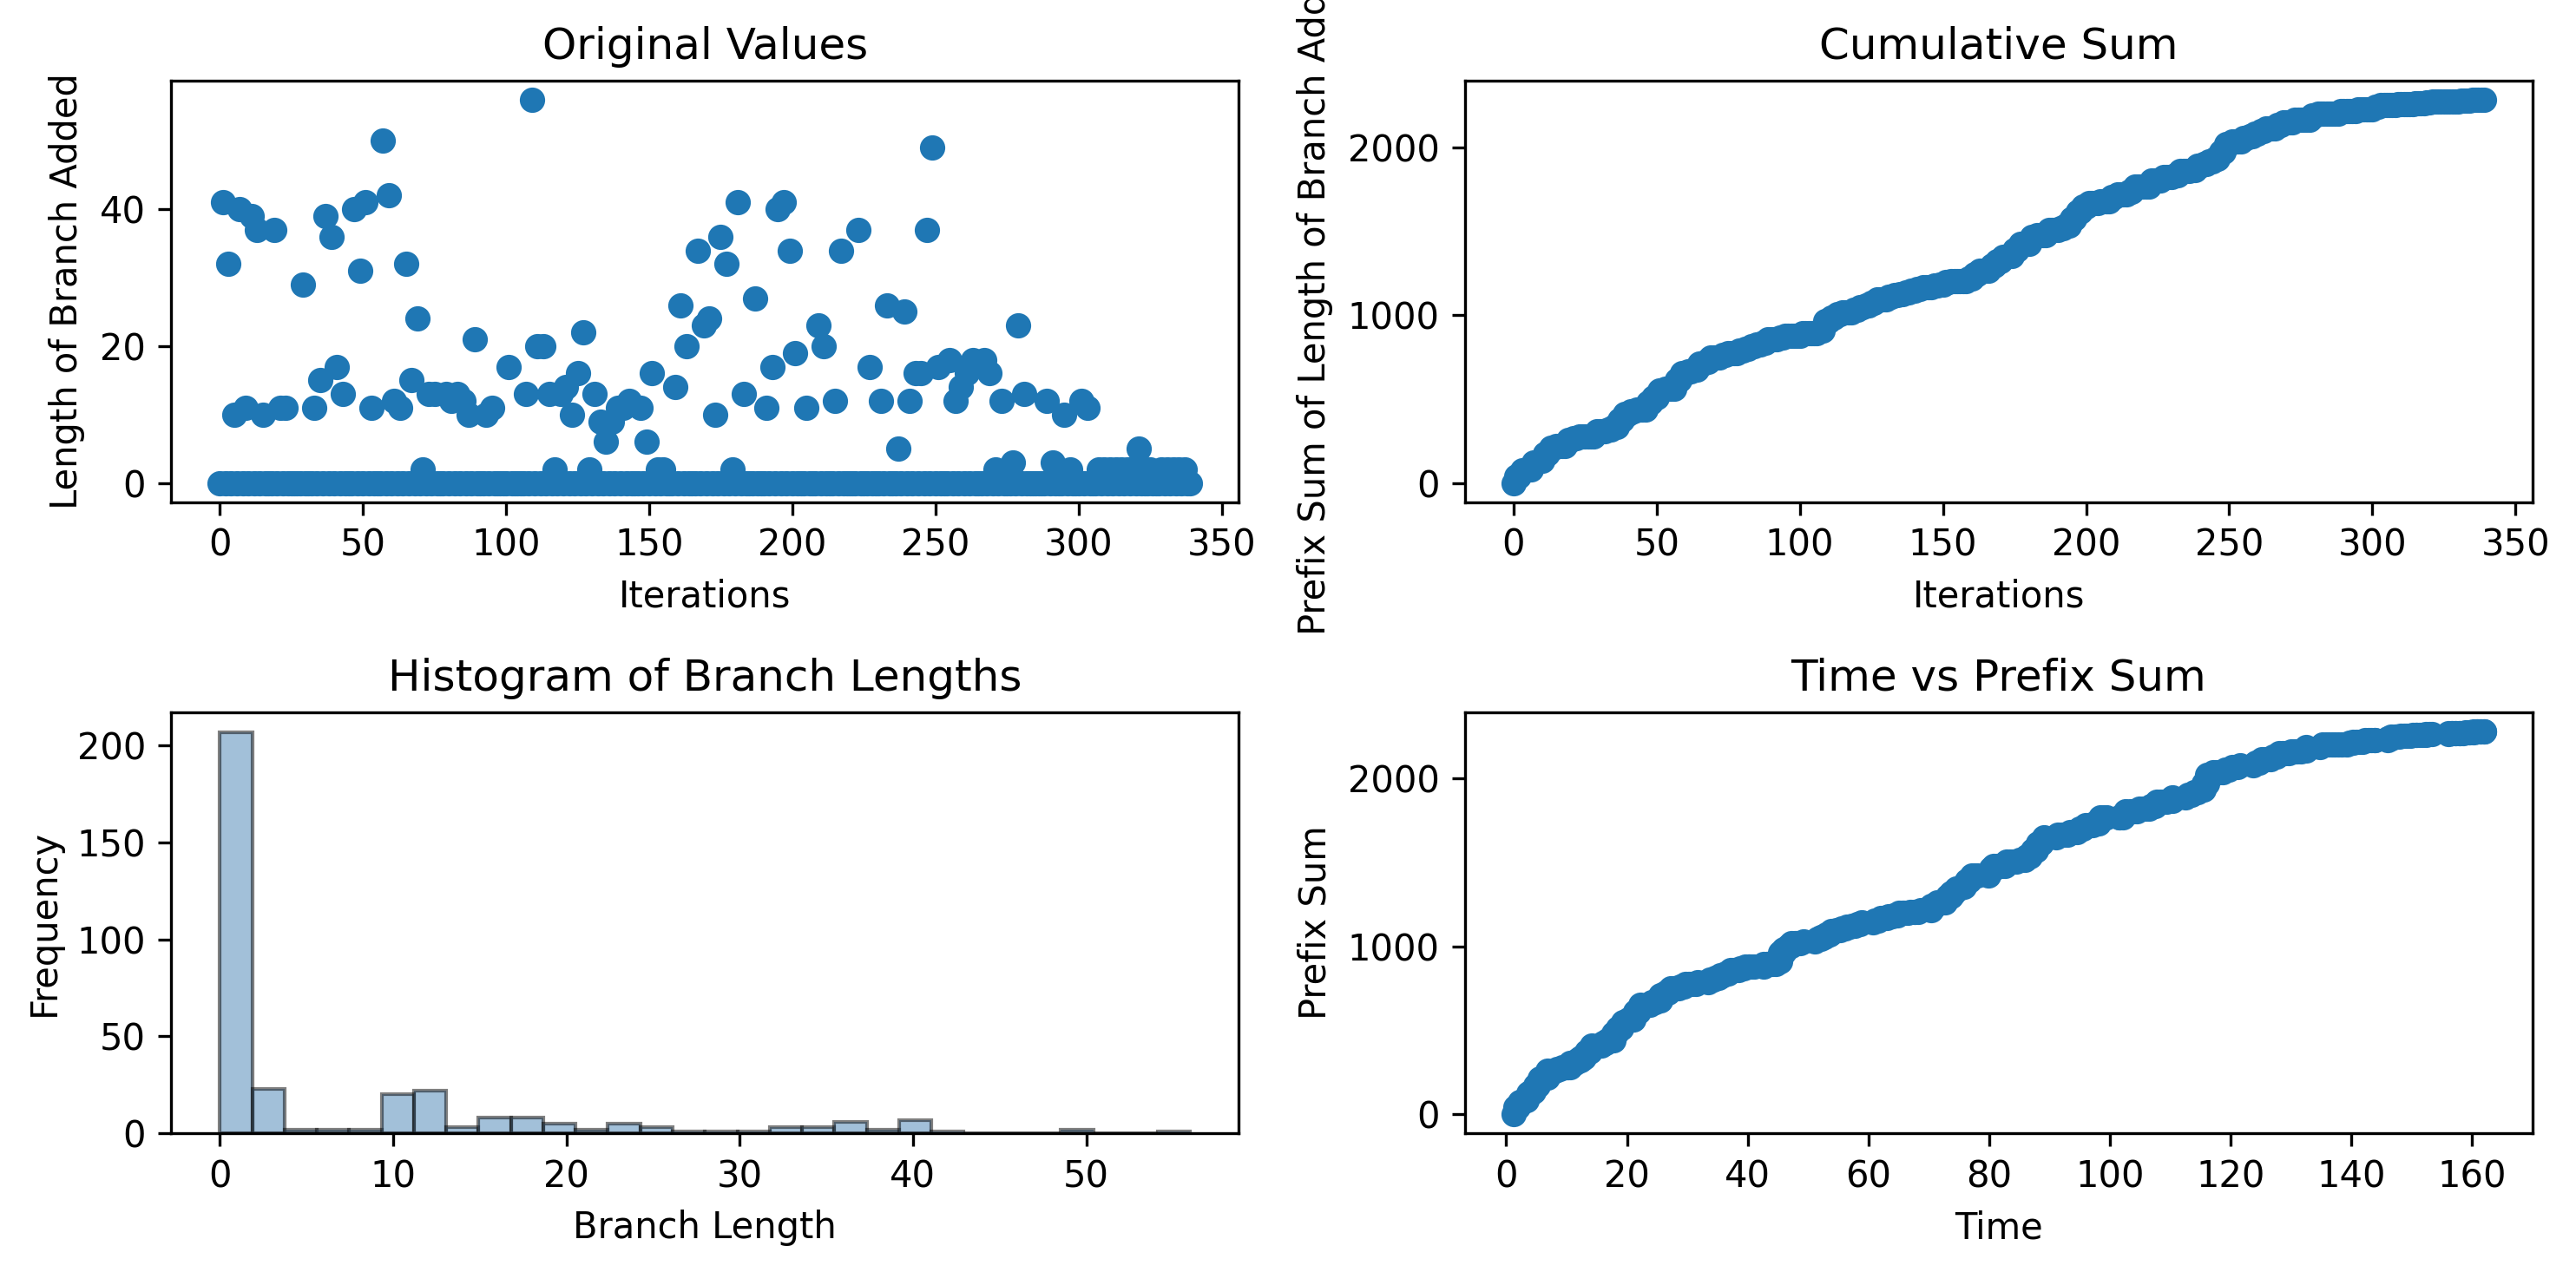 Original Values
Length of Branch Added
40
20
0
0 50 100 150 200 250 300 350
Iterations
Cumulative Sum
Prefix Sum of Length of Branch
2000
1000
0
0 50 100 150 200 250 300 350
Iterations
Histogram of Branch Lengths
Frequency
200
150
100
50
0
0 10 20 30 40 50
Branch Length
Time vs Prefix Sum
Prefix Sum
2000
1000
0
0 20 40 60 80 100 120 140 160
Time